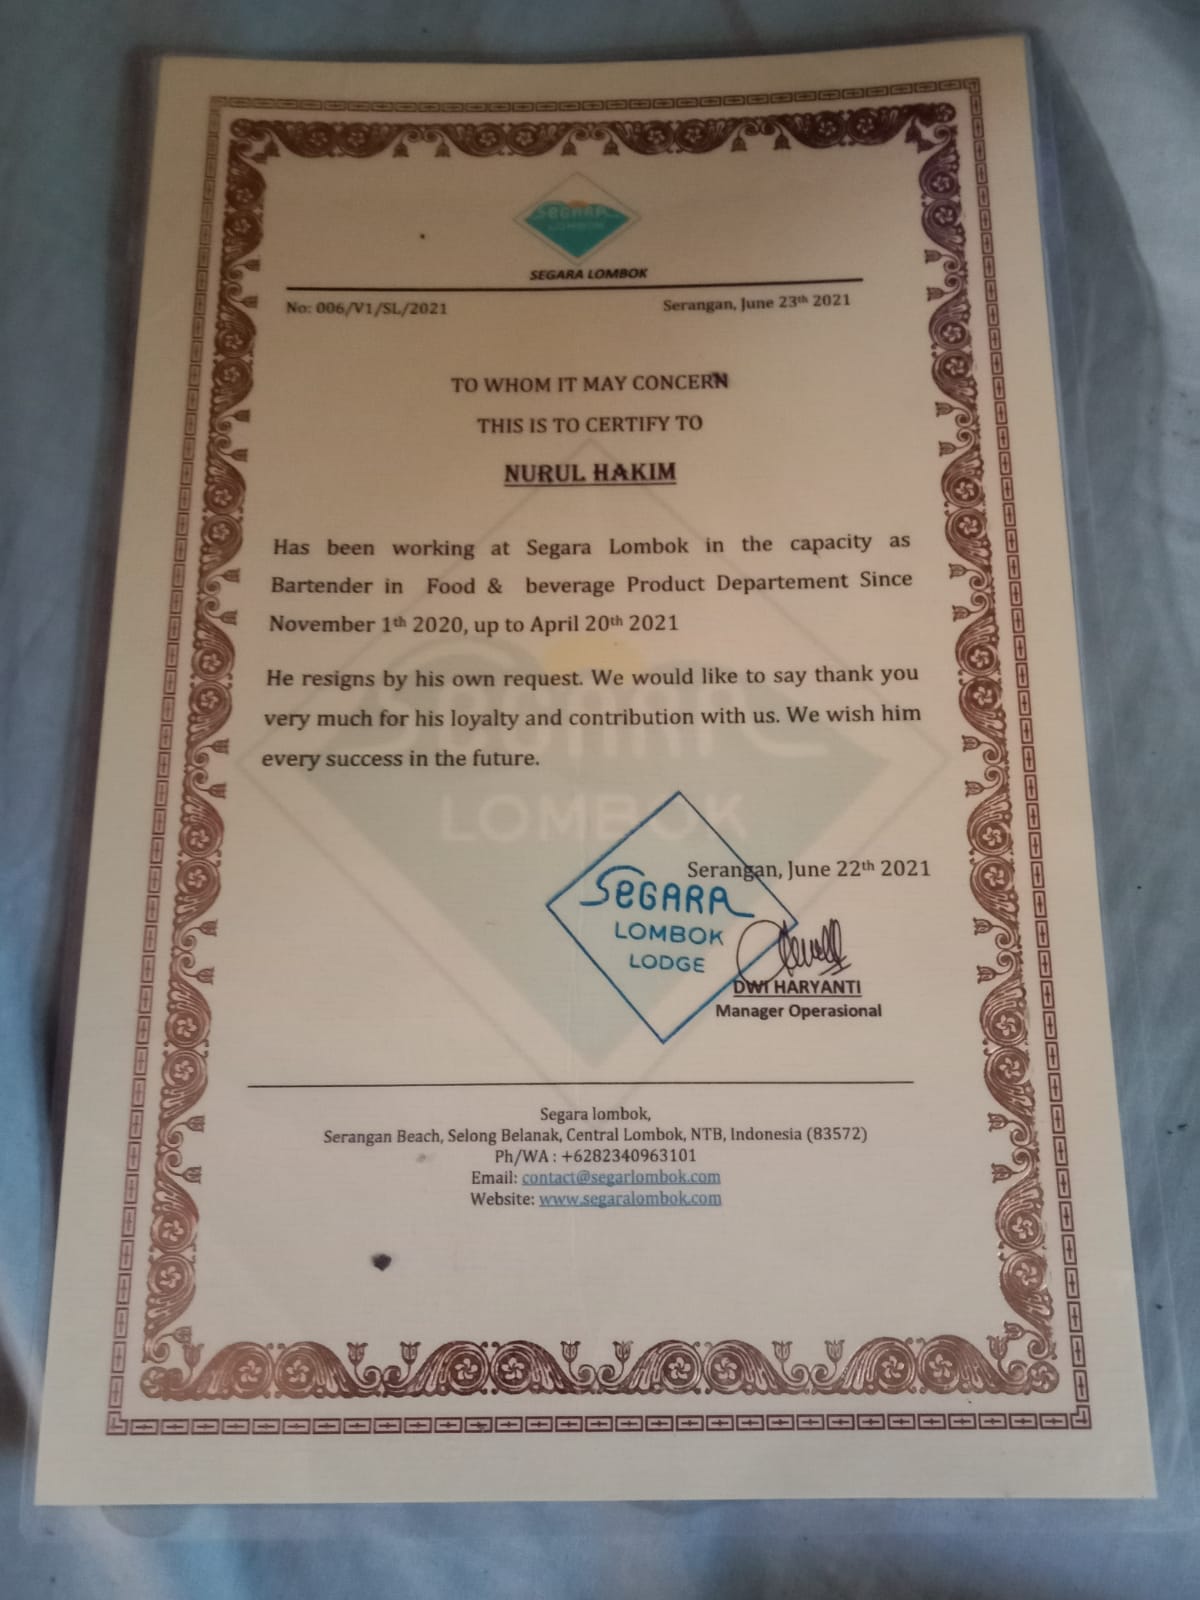 SEGARA
LOMBOK
SEGARA LOMBOK
No: 006/V1/SL/2021
Serangan, June 23th 2021
TO WHOM IT MAY CONCERN
THIS IS TO CERTIFY TO
NURUL HAKIM
Has been working at Segara Lombok in the capacity as
Bartender in Food & beverage Product Departement Since
November 1th 2020, up to April 20th 2021
He resigns by his own request. We would like to say thank you
very much for his loyalty and contribution with us. We wish him
every success in the future.
LOMBOK
Serangan, June 22th 2021
SEGARA
LOMBOK
LODGE
DWI HARYANTI
Manager Operasional
Segara lombok,
Serangan Beach, Selong Belanak, Central Lombok, NTB, Indonesia (83572)
Ph/WA : +6282340963101
Email: contact@segarlombok.com
Website: www.segaralombok.com